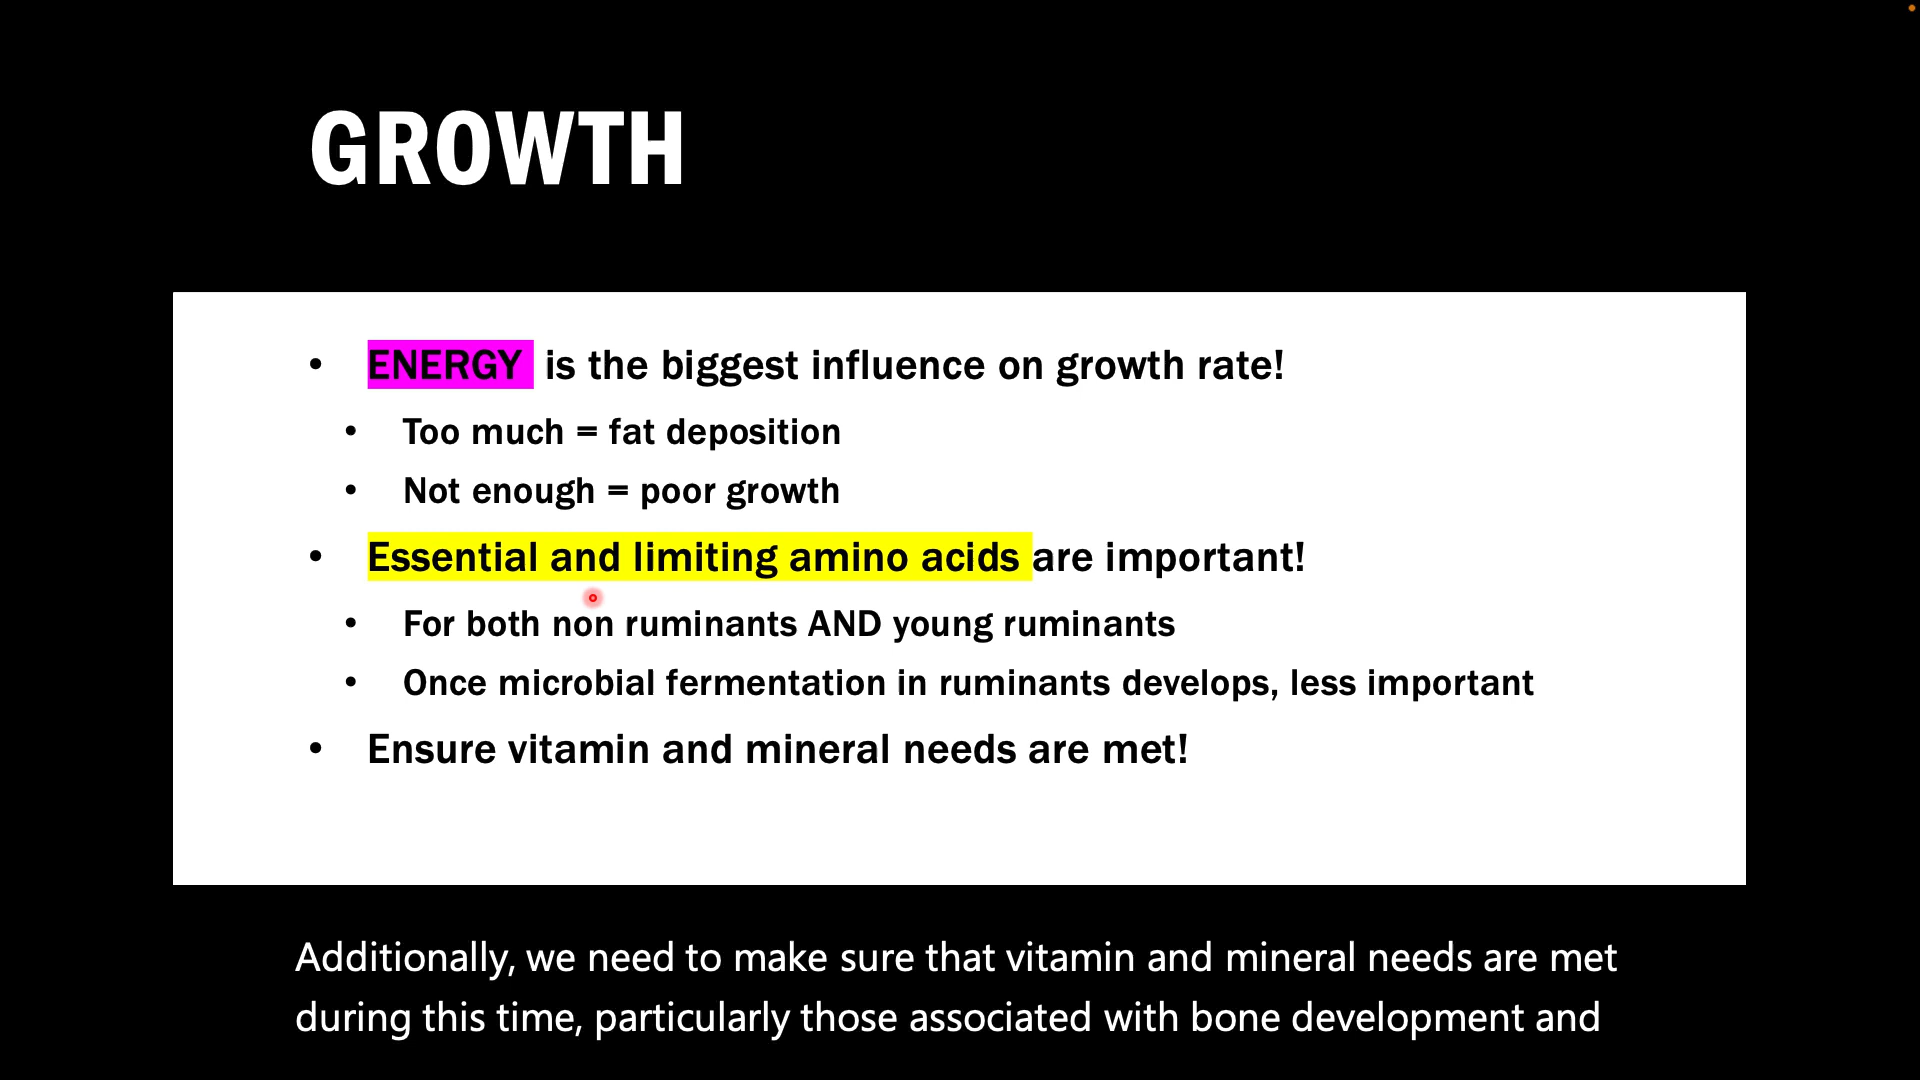 GROWTH
• ENERGY is the biggest influence on growth rate!
• Too much = fat deposition
• Not enough = poor growth
• Essential and limiting amino acids are important!
• For both non ruminants AND young ruminants
• Once microbial fermentation in ruminants develops, less important
• Ensure vitamin and mineral needs are met!
Additionally, we need to make sure that vitamin and mineral needs are met
during this time, particularly those associated with bone development and